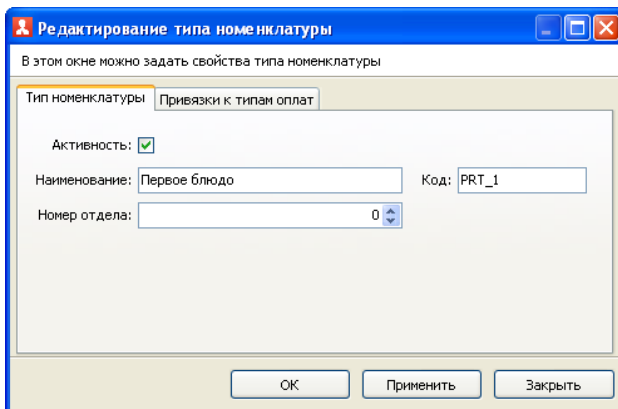 Редактирование типа номенклатуры
В этом окне можно задать свойства типа номенклатуры
Тип номенклатуры Привязки к типам оплат
Активность:
Наименование: Первое блюдо Код: PRT_1
Номер отдела: 0
ОК Применить Закрыть